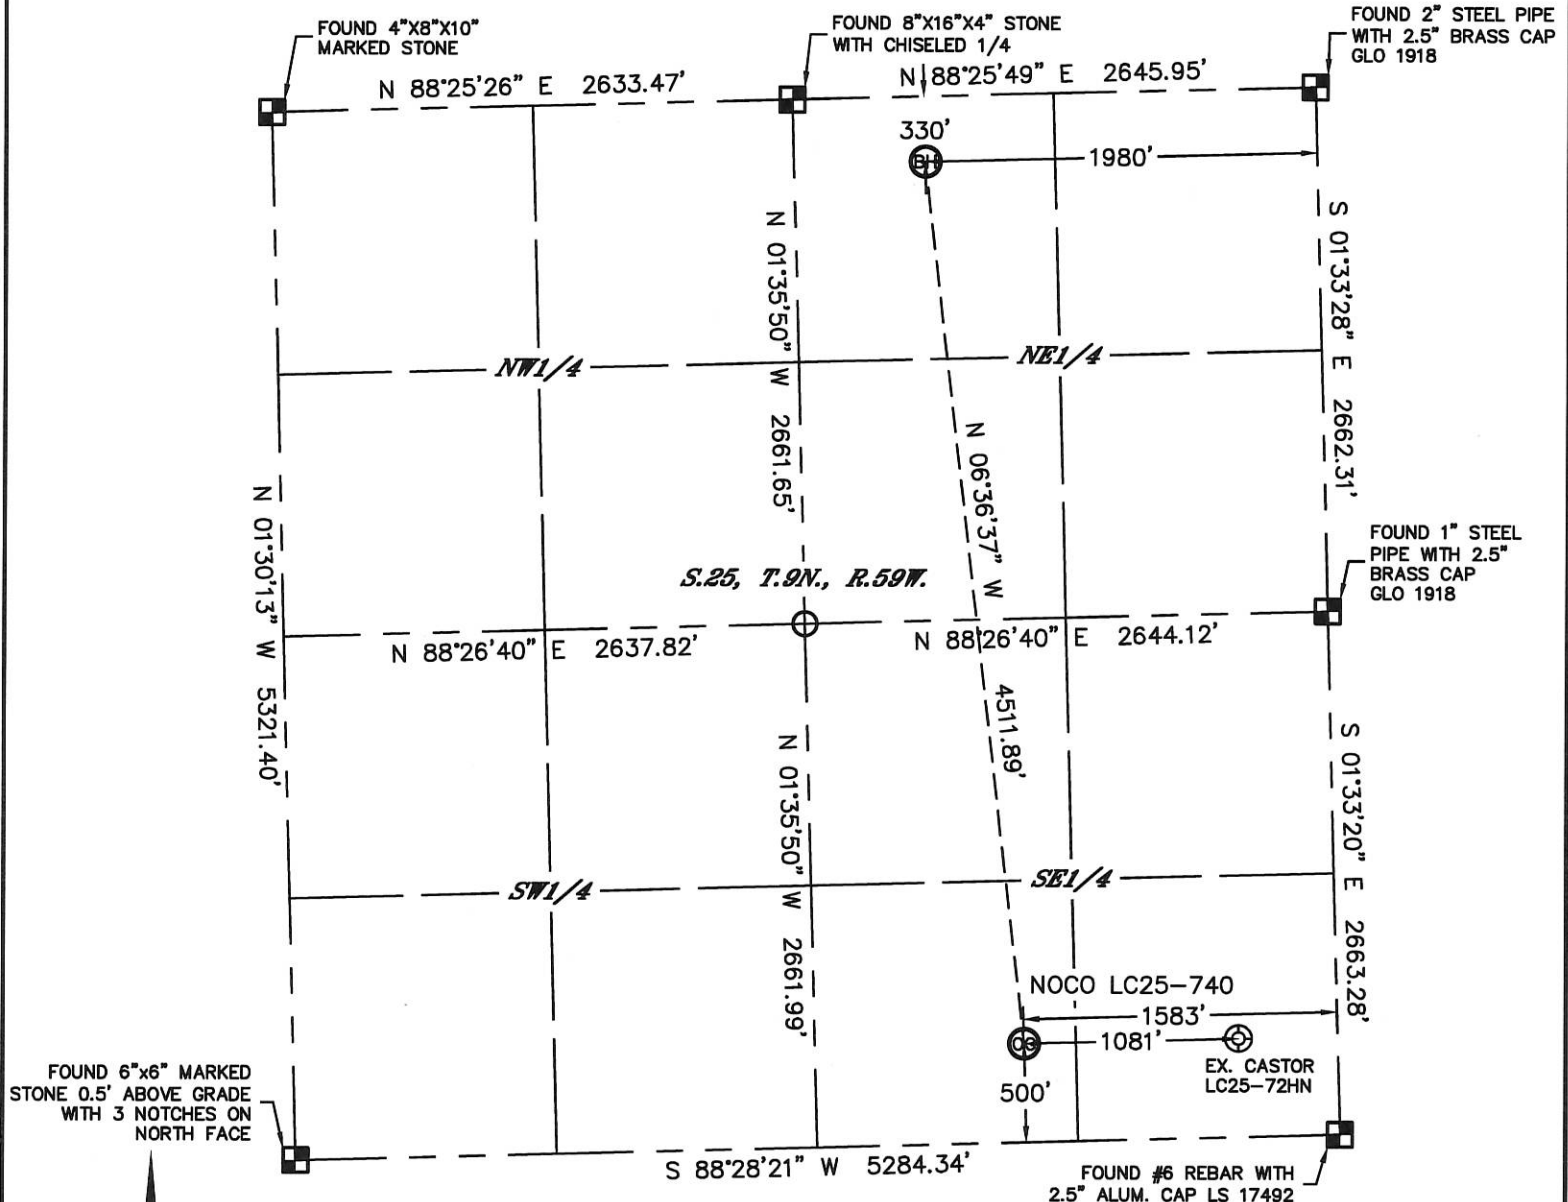 FOUND 4"X8"X10"
MARKED STONE
FOUND 8"X16"X4" STONE
WITH CHISELED 1/4
FOUND 2" STEEL PIPE
WITH 2.5" BRASS CAP
GLO 1918
N 88°25'26" E 2633.47'
N 88°25'49" E 2645.95'
330'
BH
1980'
N 01°35'50" W 2661.65'
S 01°33'28" E 2662.31'
NW1/4
NE1/4
N 06°36'37" W 4511.89'
N 01°30'13" W 5321.40'
FOUND 1" STEEL
PIPE WITH 2.5"
BRASS CAP
GLO 1918
S.25, T.9N., R.59W.
N 88°26'40" E 2637.82'
N 88°26'40" E 2644.12'
N 01°35'50" W 2661.99'
S 01°33'20" E 2663.28'
SW1/4
SE1/4
NOCO LC25-740
1583'
1081'
EX. CASTOR
LC25-72HN
500'
FOUND 6"x6" MARKED
STONE 0.5' ABOVE GRADE
WITH 3 NOTCHES ON
NORTH FACE
S 88°28'21" W 5284.34'
FOUND #6 REBAR WITH
2.5" ALUM. CAP LS 17492